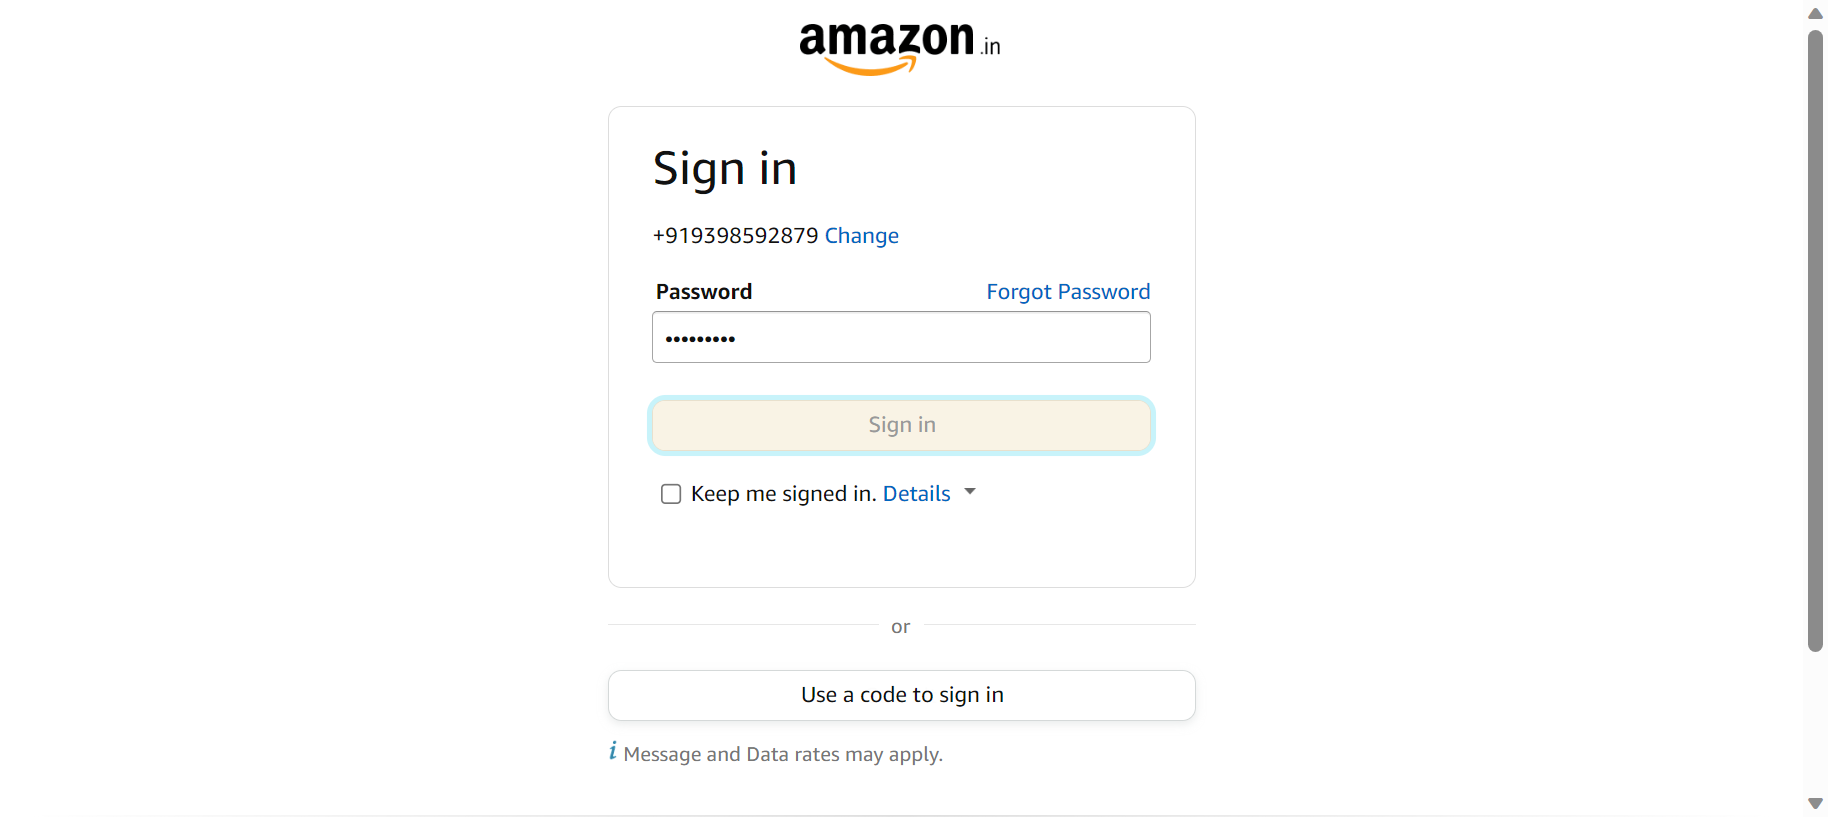 amazon.in
Sign in
+919398592879 Change
Password Forgot Password
•••••••••
Sign in
Keep me signed in. Details
or
Use a code to sign in
i Message and Data rates may apply.